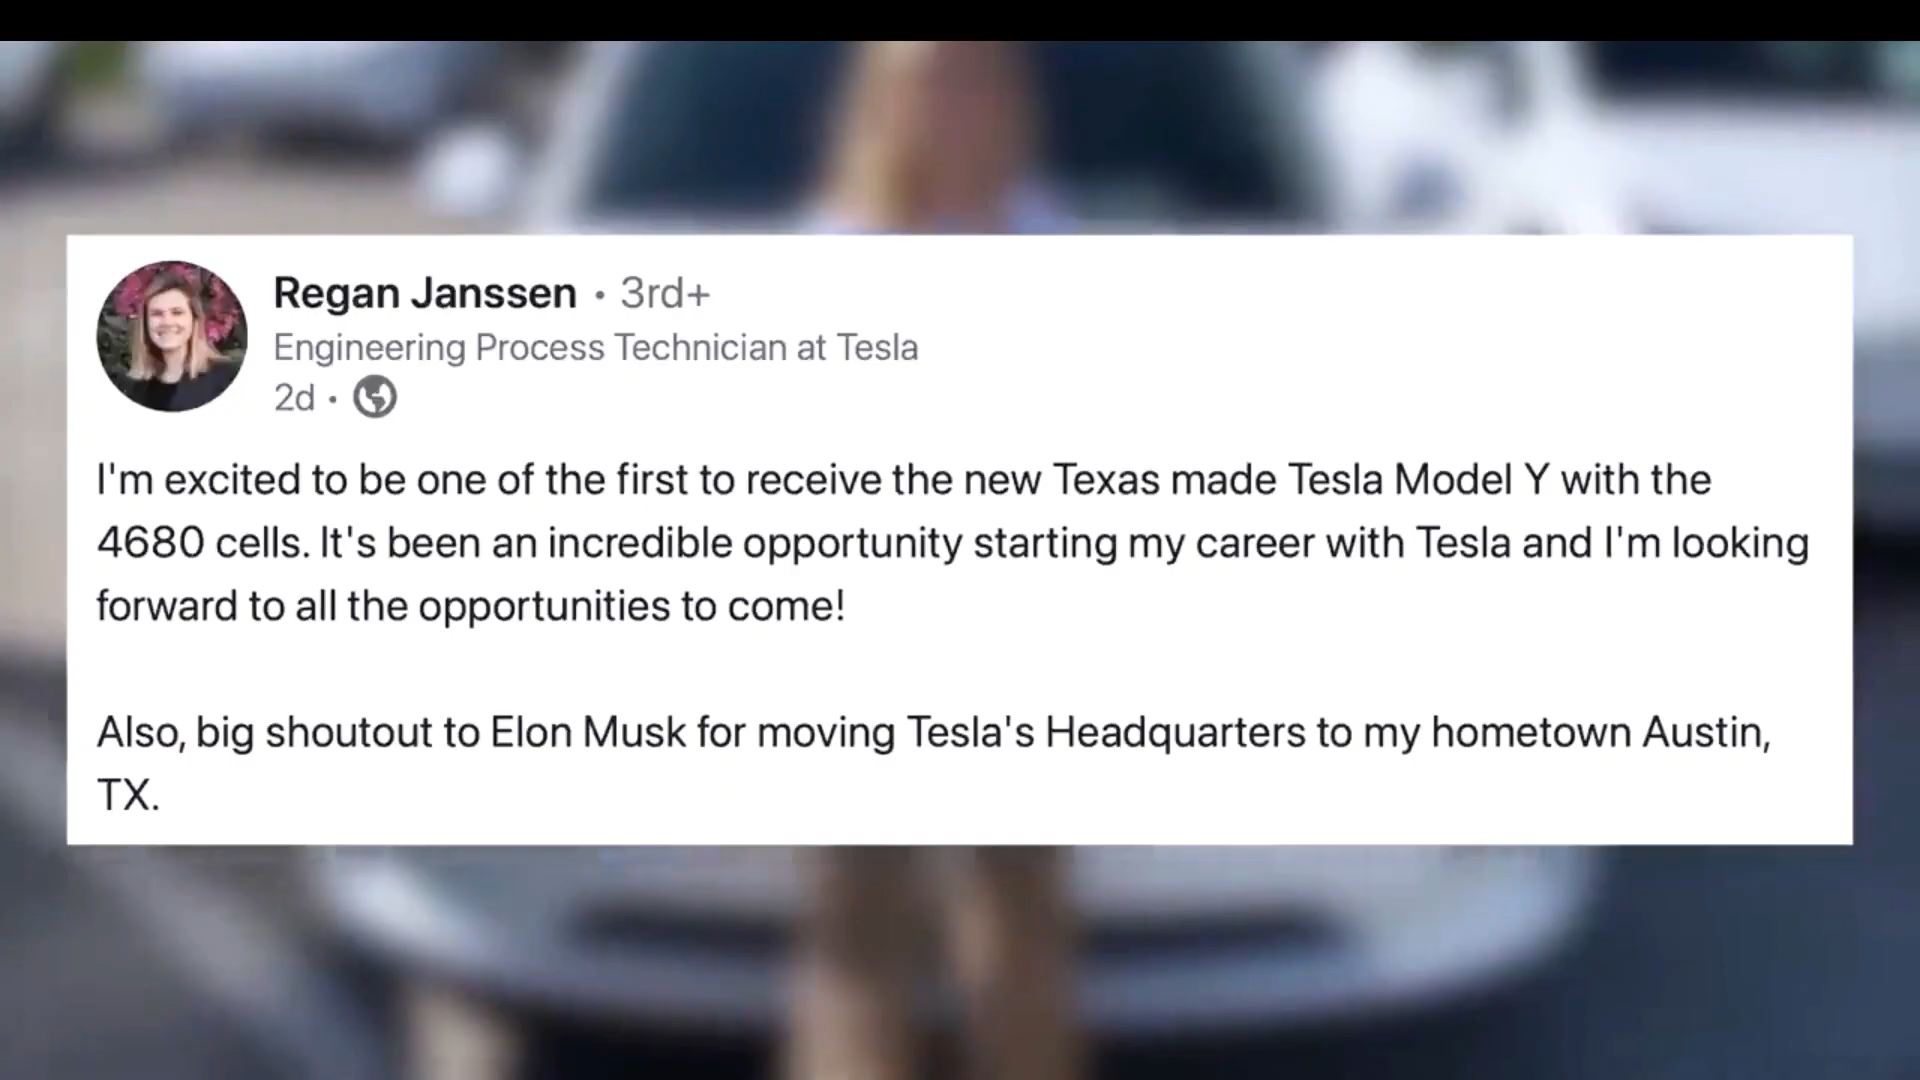 Regan Janssen • 3rd+
Engineering Process Technician at Tesla
2d •
I'm excited to be one of the first to receive the new Texas made Tesla Model Y with the
4680 cells. It's been an incredible opportunity starting my career with Tesla and I'm looking
forward to all the opportunities to come!
Also, big shoutout to Elon Musk for moving Tesla's Headquarters to my hometown Austin,
TX.